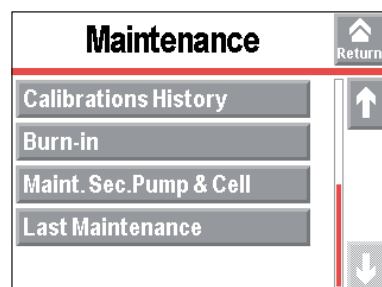 Maintenance
Return
Calibrations History
Burn-in
Maint. Sec.Pump & Cell
Last Maintenance